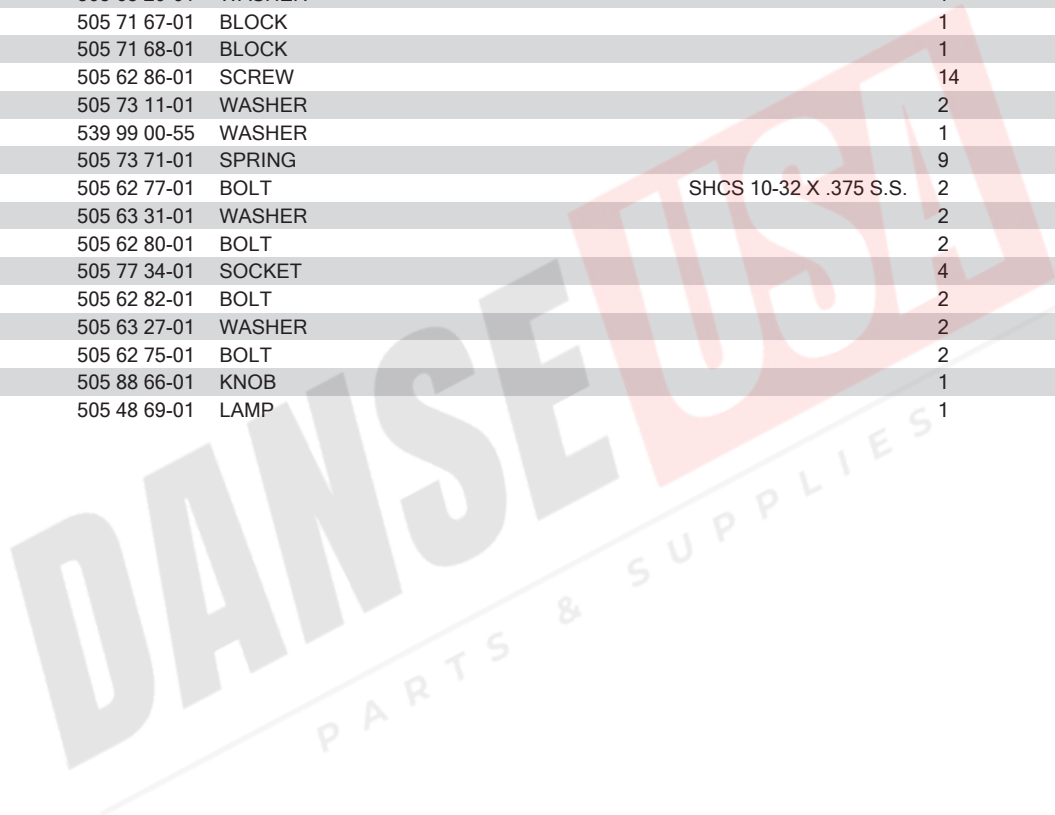 505 71 67-01 BLOCK 1
505 71 68-01 BLOCK 1
505 62 86-01 SCREW 14
505 73 11-01 WASHER 2
539 99 00-55 WASHER 1
505 73 71-01 SPRING 9
505 62 77-01 BOLT SHCS 10-32 X .375 S.S. 2
505 63 31-01 WASHER 2
505 62 80-01 BOLT 2
505 77 34-01 SOCKET 4
505 62 82-01 BOLT 2
505 63 27-01 WASHER 2
505 62 75-01 BOLT 2
505 88 66-01 KNOB 1
505 48 69-01 LAMP 1
DANSE USA
PARTS & SUPPLIES